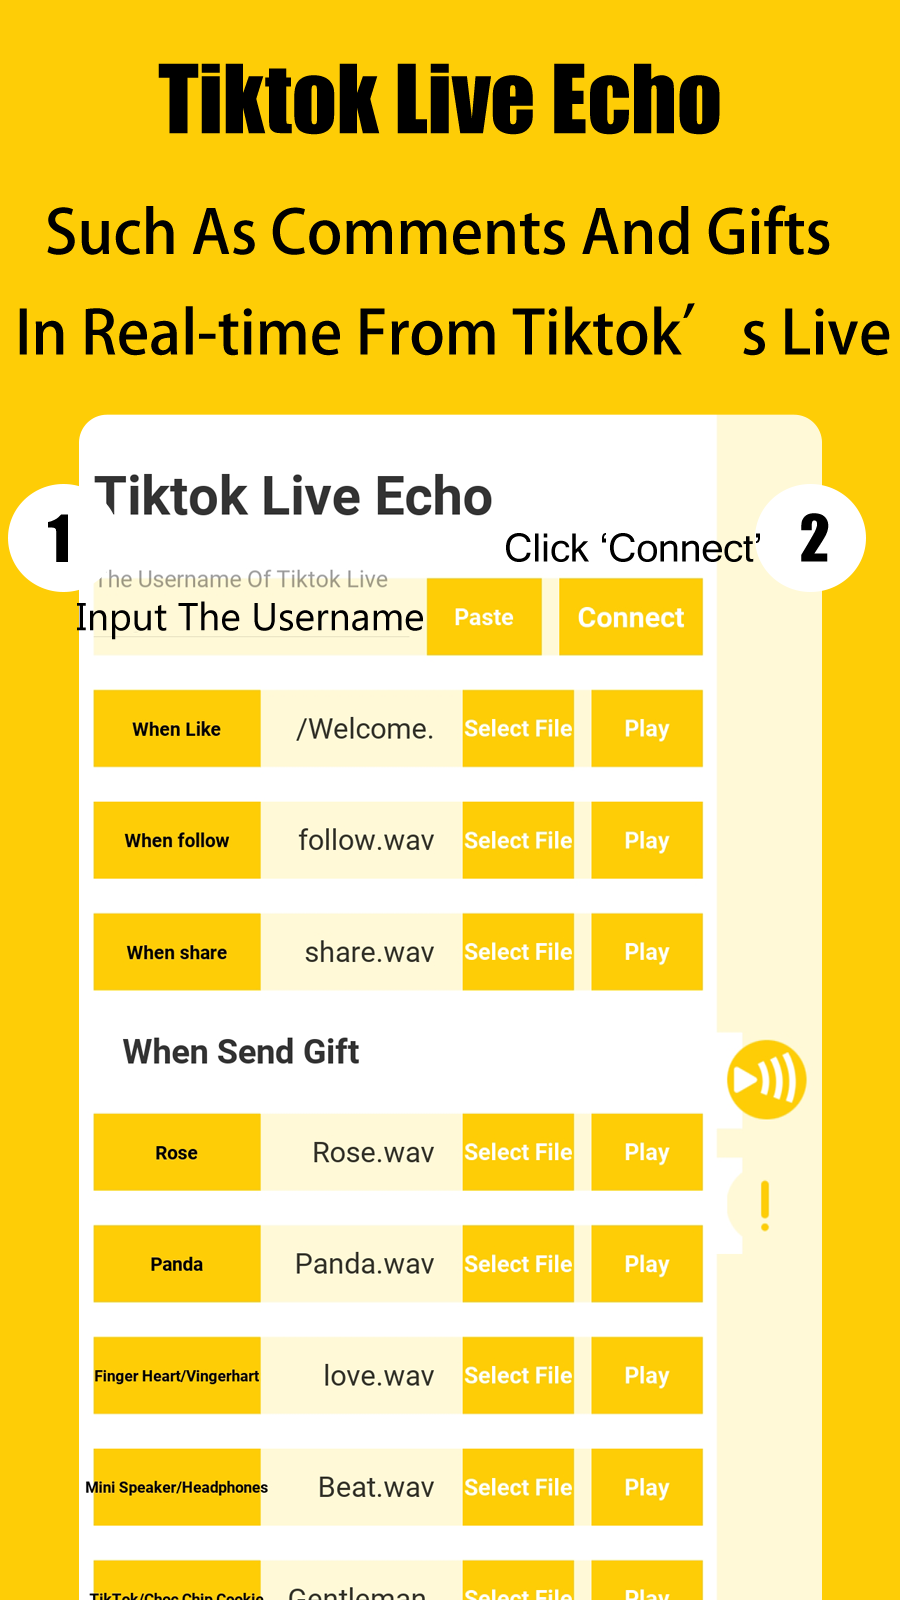 Tiktok Live Echo
Such As Comments And Gifts
In Real-time From Tiktok′ s Live
Tiktok Live Echo
1
Click ‘Connect’
2
The Username Of Tiktok Live
Input The Username
Paste
Connect
When Like /Welcome. Select File Play
When follow follow.wav Select File Play
When share share.wav Select File Play
When Send Gift
Rose Rose.wav Select File Play
Panda Panda.wav Select File Play
Finger Heart/Vingerhart love.wav Select File Play
Mini Speaker/Headphones Beat.wav Select File Play
TikTok/Choc Chip Cookie Gentleman. Select File Play